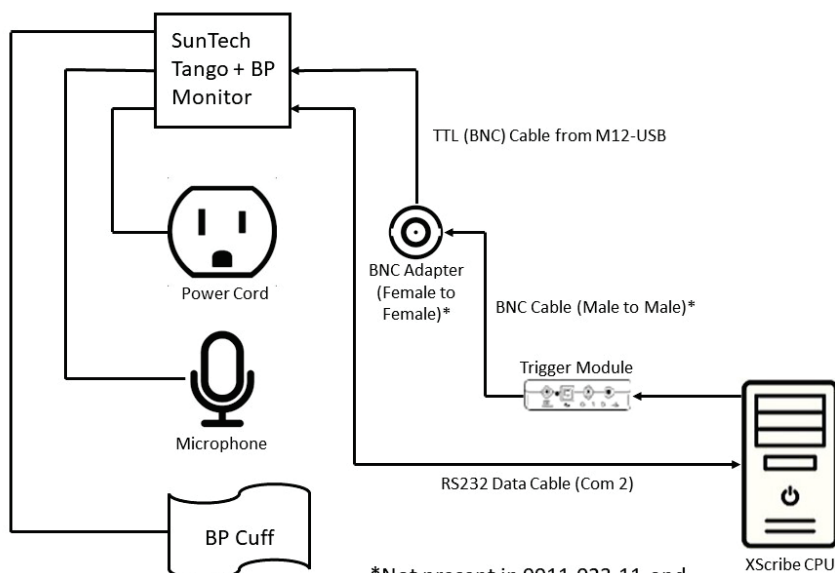 SunTech
Tango + BP
Monitor
TTL (BNC) Cable from M12-USB
BNC Adapter
(Female to
Female)*
Power Cord
BNC Cable (Male to Male)*
Trigger Module
Microphone
RS232 Data Cable (Com 2)
BP Cuff
XScribe CPU
*Not present in 9911-023-11 and